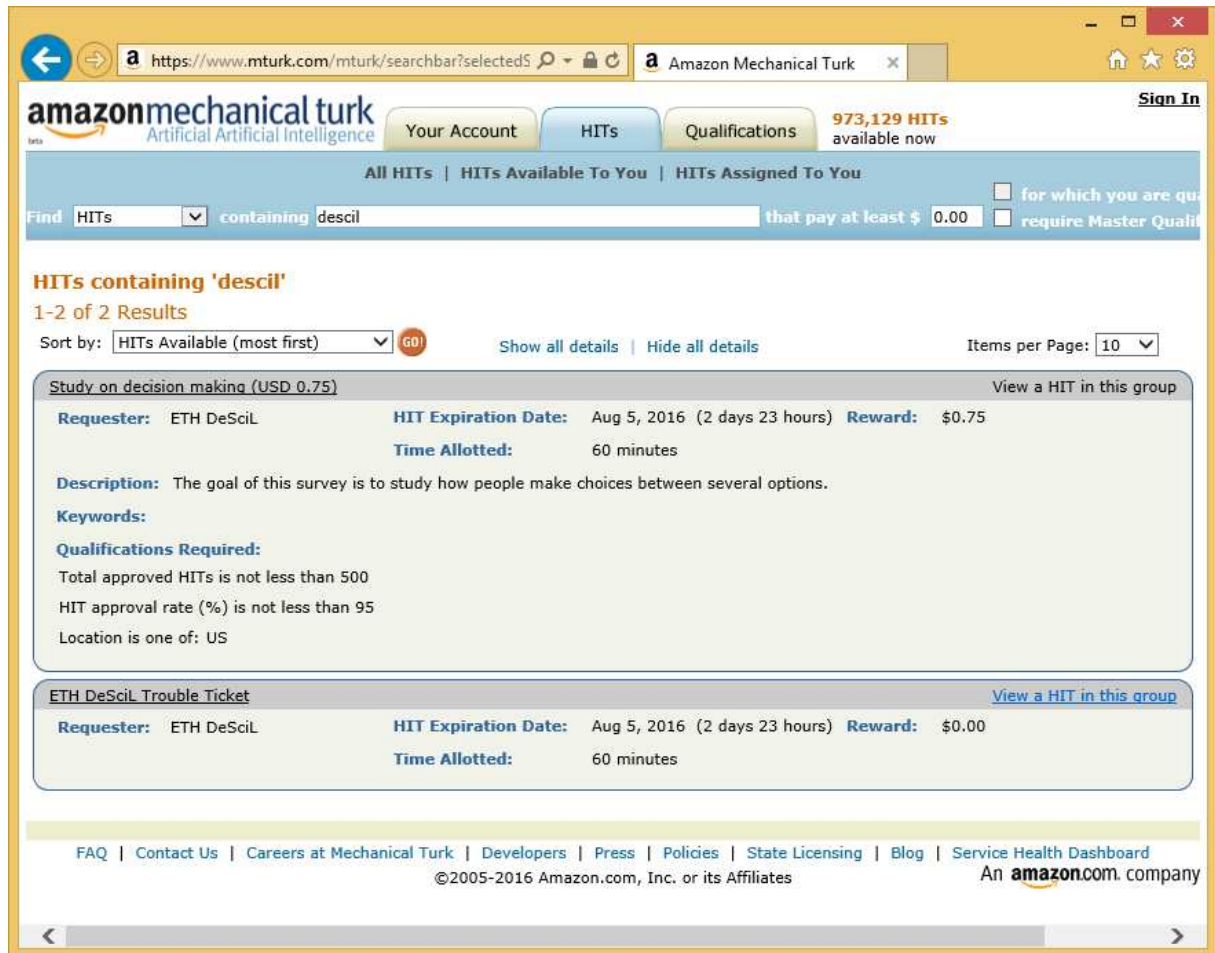 https://www.mturk.com/mturk/searchbar?selectedS
Amazon Mechanical Turk
Sign In
amazonmechanical turk
beta
Artificial Artificial Intelligence
Your Account
HITs
Qualifications
973,129 HITs
available now
All HITs | HITs Available To You | HITs Assigned To You
for which you are qua
Find HITs containing descil that pay at least $ 0.00
require Master Qualif
HITs containing 'descil'
1-2 of 2 Results
Sort by: HITs Available (most first) GO! Show all details | Hide all details Items per Page: 10
Study on decision making (USD 0.75) View a HIT in this group
Requester: ETH DeSciL HIT Expiration Date: Aug 5, 2016 (2 days 23 hours) Reward: $0.75
Time Allotted: 60 minutes
Description: The goal of this survey is to study how people make choices between several options.
Keywords:
Qualifications Required:
Total approved HITs is not less than 500
HIT approval rate (%) is not less than 95
Location is one of: US
ETH DeSciL Trouble Ticket View a HIT in this group
Requester: ETH DeSciL HIT Expiration Date: Aug 5, 2016 (2 days 23 hours) Reward: $0.00
Time Allotted: 60 minutes
FAQ | Contact Us | Careers at Mechanical Turk | Developers | Press | Policies | State Licensing | Blog | Service Health Dashboard
©2005-2016 Amazon.com, Inc. or its Affiliates
An amazon.com. company